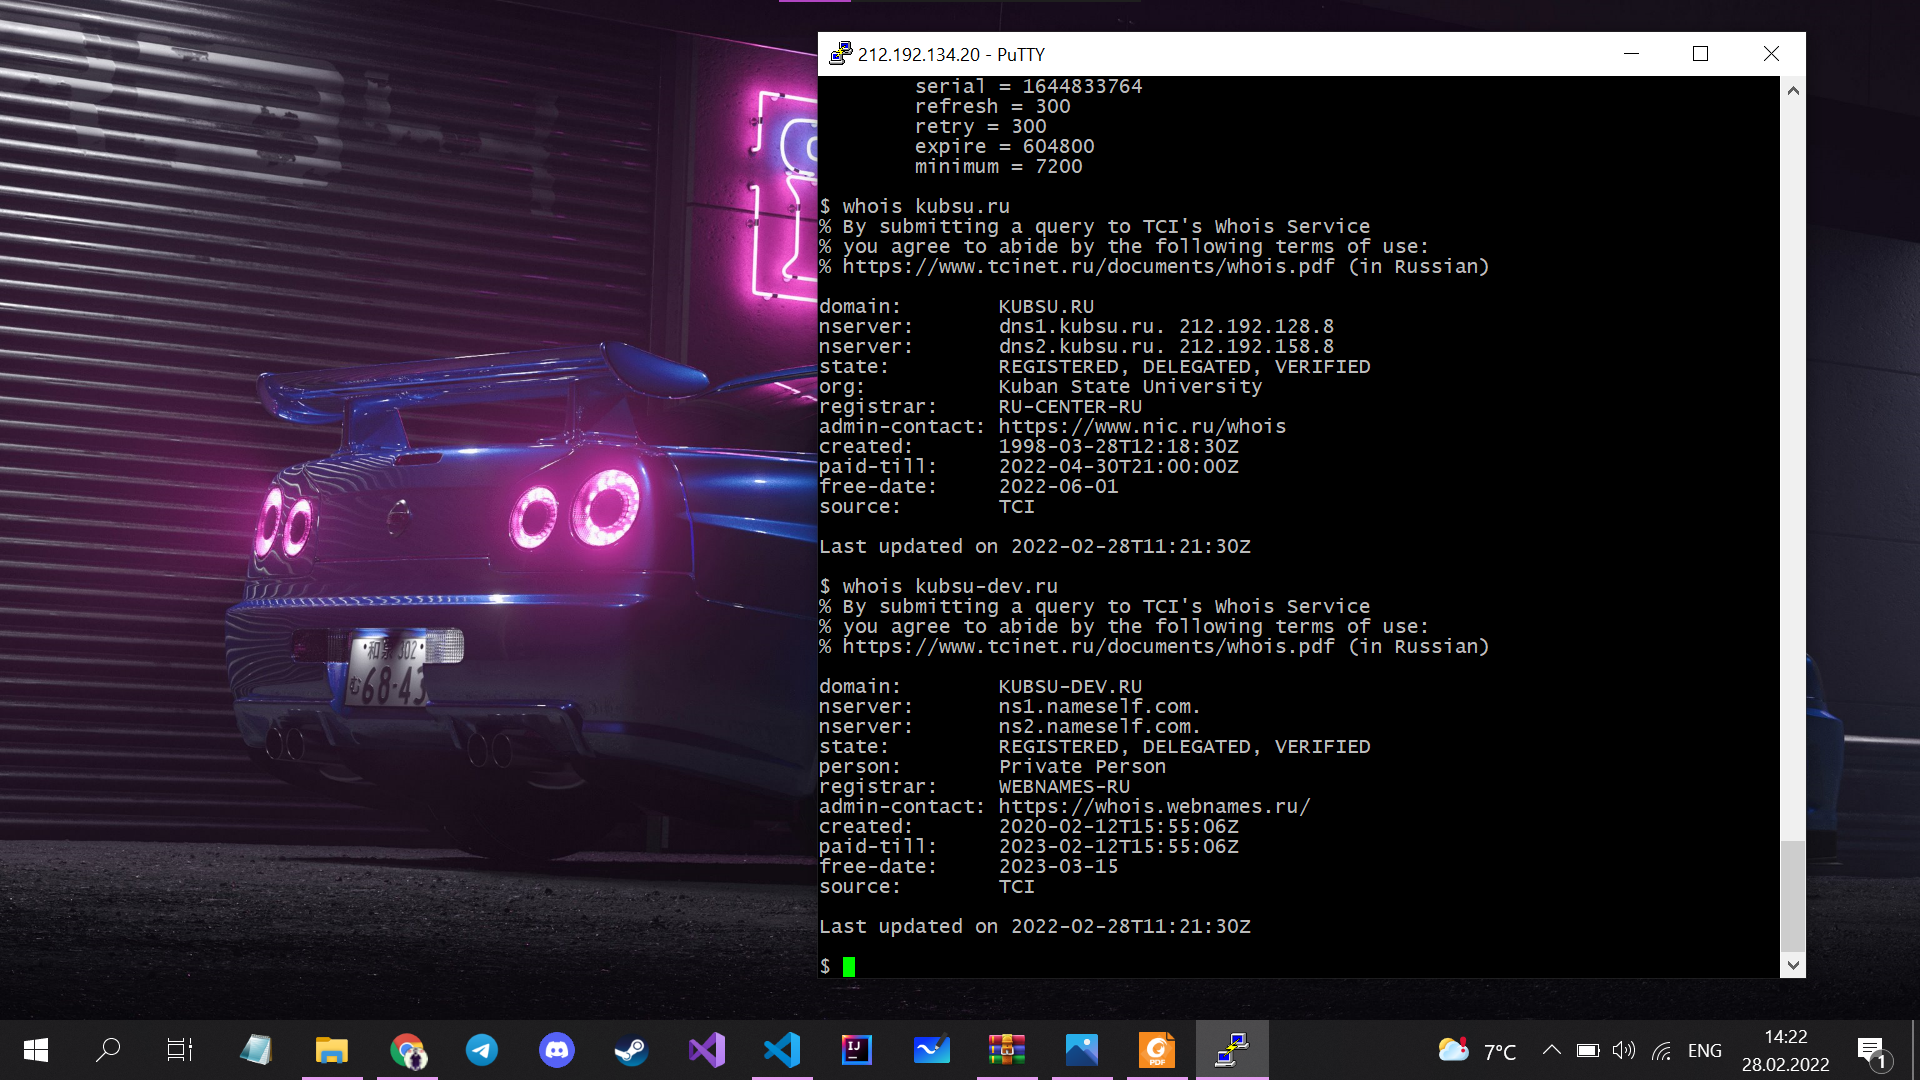 212.192.134.20 - PuTTY
serial = 1644833764
refresh = 300
retry = 300
expire = 604800
minimum = 7200
$ whois kubsu.ru
% By submitting a query to TCI's Whois Service
% you agree to abide by the following terms of use:
% https://www.tcinet.ru/documents/whois.pdf (in Russian)
domain: KUBSU.RU
nserver: dns1.kubsu.ru. 212.192.128.8
nserver: dns2.kubsu.ru. 212.192.158.8
state: REGISTERED, DELEGATED, VERIFIED
org: Kuban State University
registrar: RU-CENTER-RU
admin-contact: https://www.nic.ru/whois
created: 1998-03-28T12:18:30Z
paid-till: 2022-04-30T21:00:00Z
free-date: 2022-06-01
source: TCI
Last updated on 2022-02-28T11:21:30Z
$ whois kubsu-dev.ru
% By submitting a query to TCI's Whois Service
% you agree to abide by the following terms of use:
% https://www.tcinet.ru/documents/whois.pdf (in Russian)
domain: KUBSU-DEV.RU
nserver: ns1.nameself.com.
nserver: ns2.nameself.com.
state: REGISTERED, DELEGATED, VERIFIED
person: Private Person
registrar: WEBNAMES-RU
admin-contact: https://whois.webnames.ru/
created: 2020-02-12T15:55:06Z
paid-till: 2023-02-12T15:55:06Z
free-date: 2023-03-15
source: TCI
Last updated on 2022-02-28T11:21:30Z
$
302
68-43
IJ
PDF
7°C
ENG
14:22
28.02.2022
1